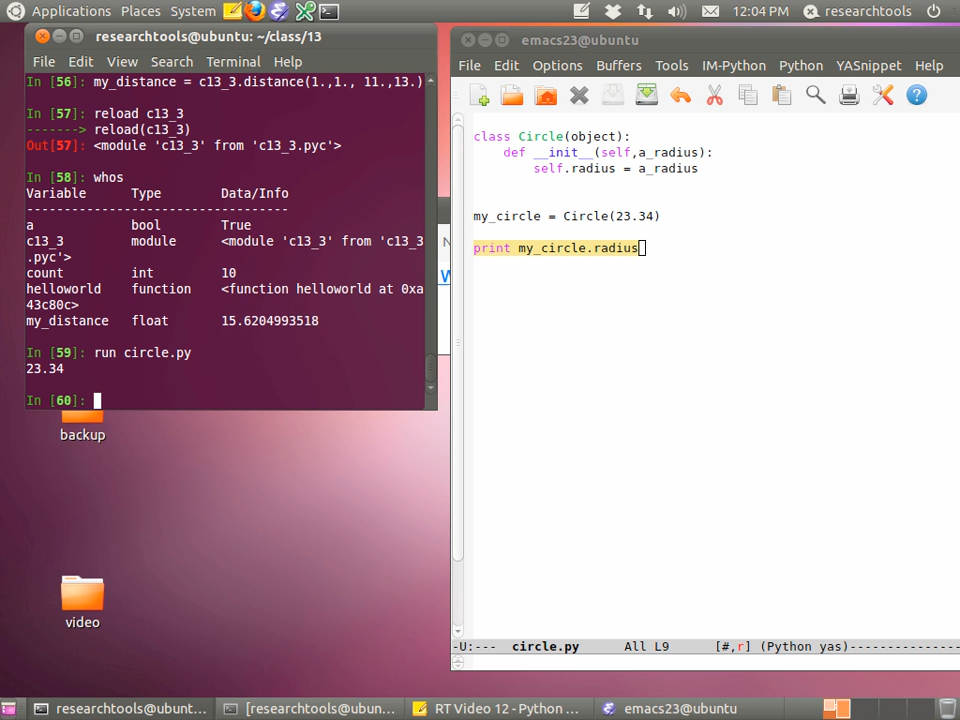 Applications Places System
12:04 PM researchtools
researchtools@ubuntu: ~/class/13
File Edit View Search Terminal Help
In [56]: my_distance = c13_3.distance(1.,1., 11.,13.)
In [57]: reload c13_3
-------> reload(c13_3)
Out[57]: <module 'c13_3' from 'c13_3.pyc'>
In [58]: whos
Variable Type Data/Info
-----------------------------------
a bool True
c13_3 module <module 'c13_3' from 'c13_3
.pyc'>
count int 10
helloworld function <function helloworld at 0xa
43c80c>
my_distance float 15.6204993518
In [59]: run circle.py
23.34
In [60]:
backup
video
emacs23@ubuntu
File Edit Options Buffers Tools IM-Python Python YASnippet Help
class Circle(object):
def __init__(self,a_radius):
self.radius = a_radius
my_circle = Circle(23.34)
print my_circle.radius
-U:--- circle.py All L9 [#,r] (Python yas)---------------
researchtools@ubunt... [researchtools@ubun... RT Video 12 - Python ... emacs23@ubuntu